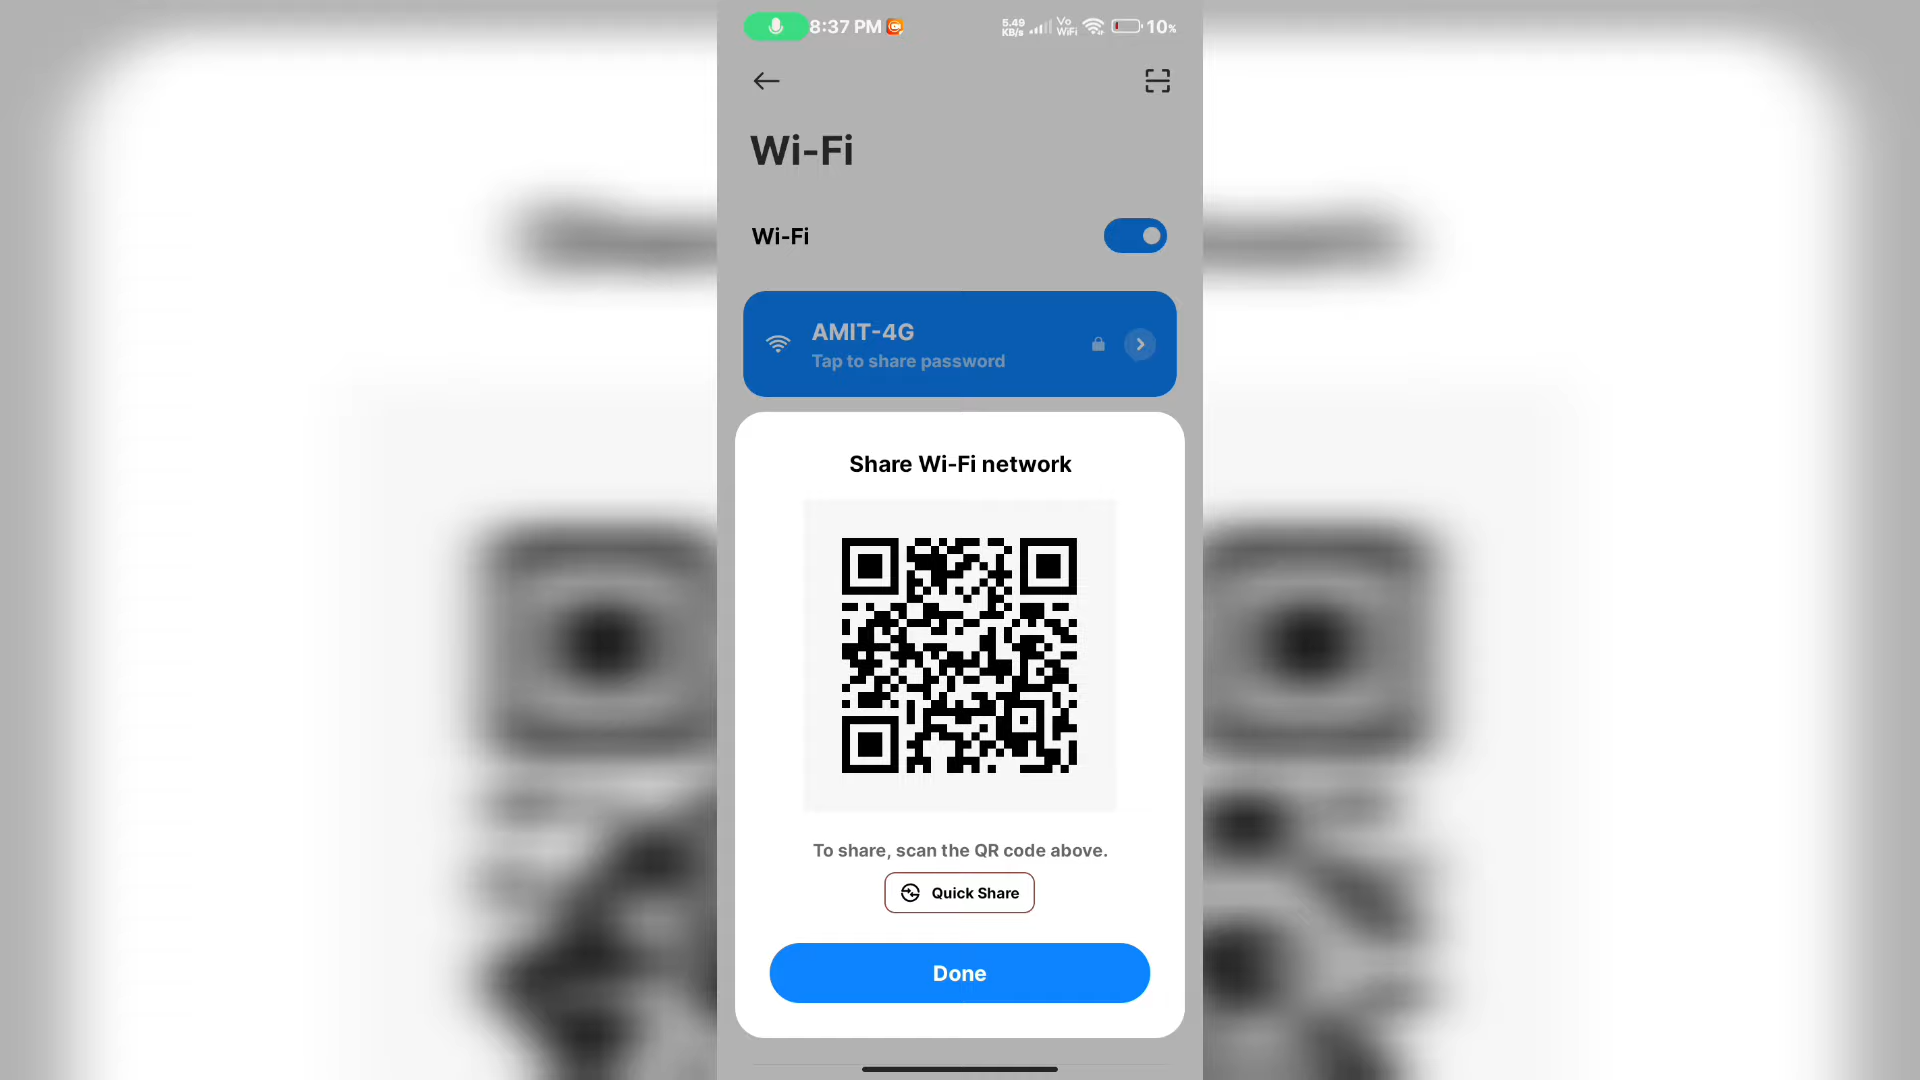 8:37 PM 5.49 KB/s Vo WiFi 10%
Wi-Fi
Wi-Fi
AMIT-4G
Tap to share password
Share Wi-Fi network
To share, scan the QR code above.
Quick Share
Done